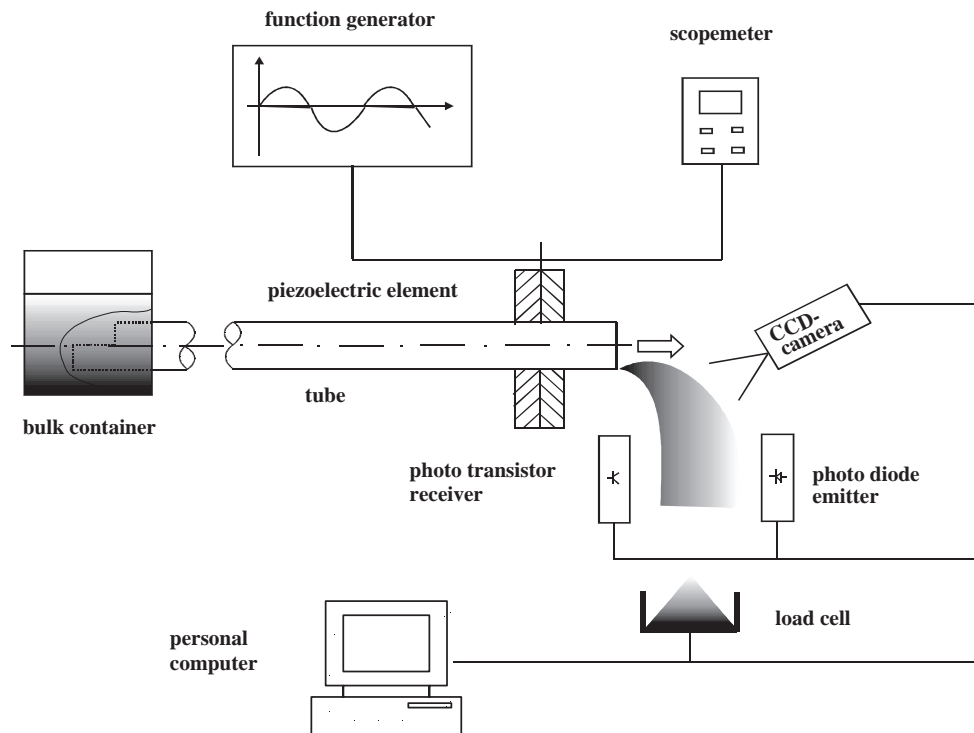 function generator
scopemeter
piezoelectric element
CCD-
camera
tube
bulk container
photo transistor
receiver
photo diode
emitter
load cell
personal
computer